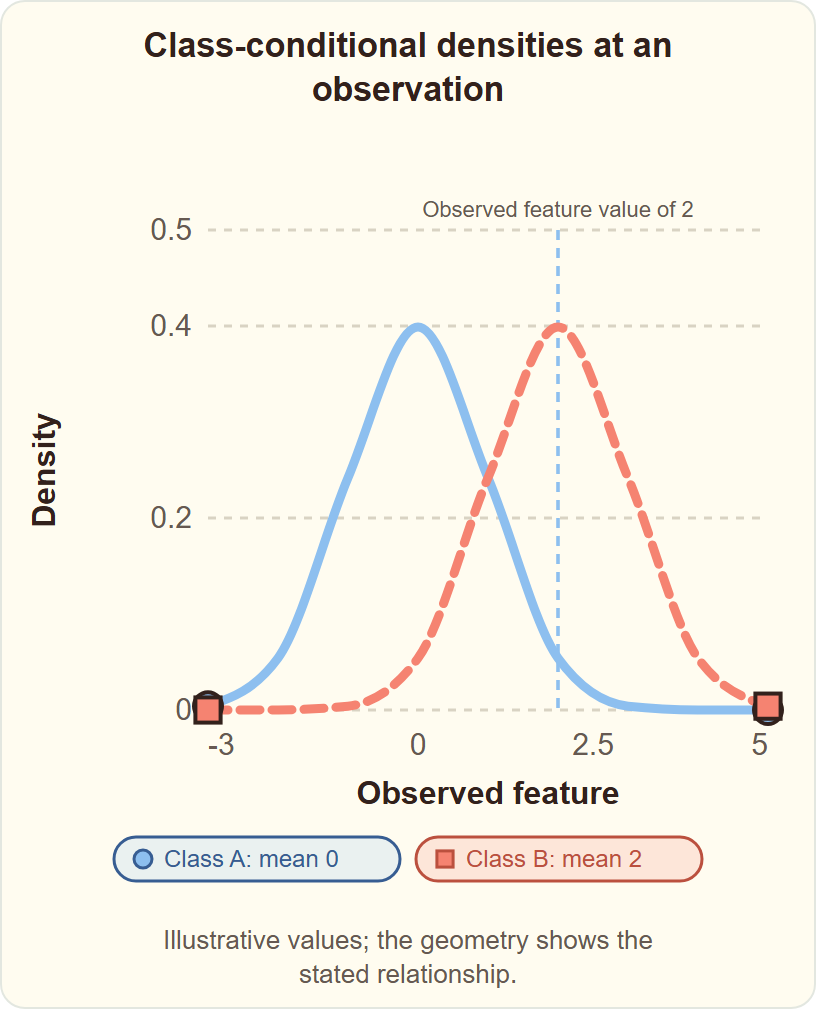 Class-conditional densities at an
observation
Observed feature value of 2
0.5
0.4
0.2
0
Density
-3
0
2.5
5
Observed feature
Class A: mean 0
Class B: mean 2
Illustrative values; the geometry shows the
stated relationship.